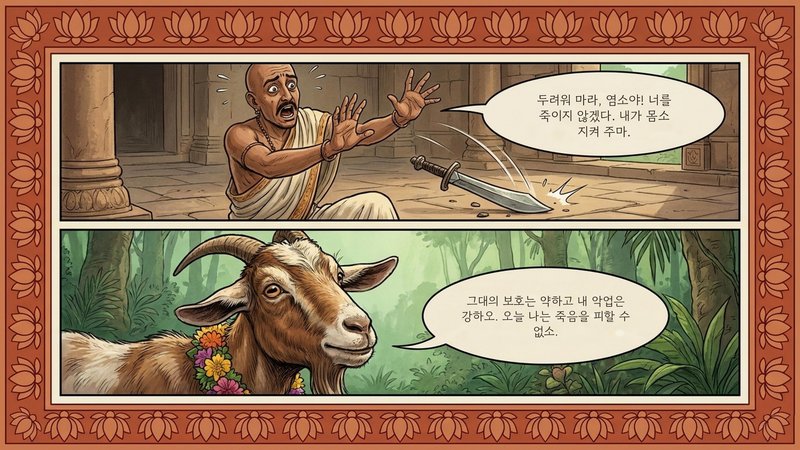 두려워 마라, 염소야! 너를
죽이지 않겠다. 내가 몸소
지켜 주마.
그대의 보호는 약하고 내 악업은
강하오. 오늘 나는 죽음을 피할 수
없소.